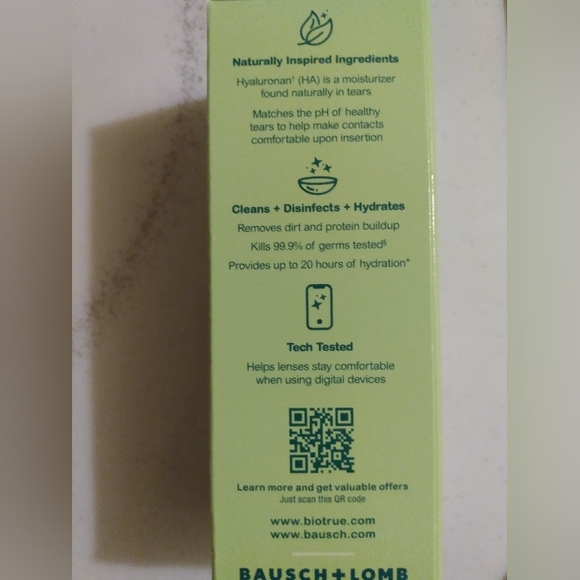 Naturally Inspired Ingredients
Hyaluronan† (HA) is a moisturizer
found naturally in tears
Matches the pH of healthy
tears to help make contacts
comfortable upon insertion
Cleans + Disinfects + Hydrates
Removes dirt and protein buildup
Kills 99.9% of germs tested§
Provides up to 20 hours of hydration*
Tech Tested
Helps lenses stay comfortable
when using digital devices
Learn more and get valuable offers
Just scan this QR code
www.biotrue.com
www.bausch.com
BAUSCH+LOMB